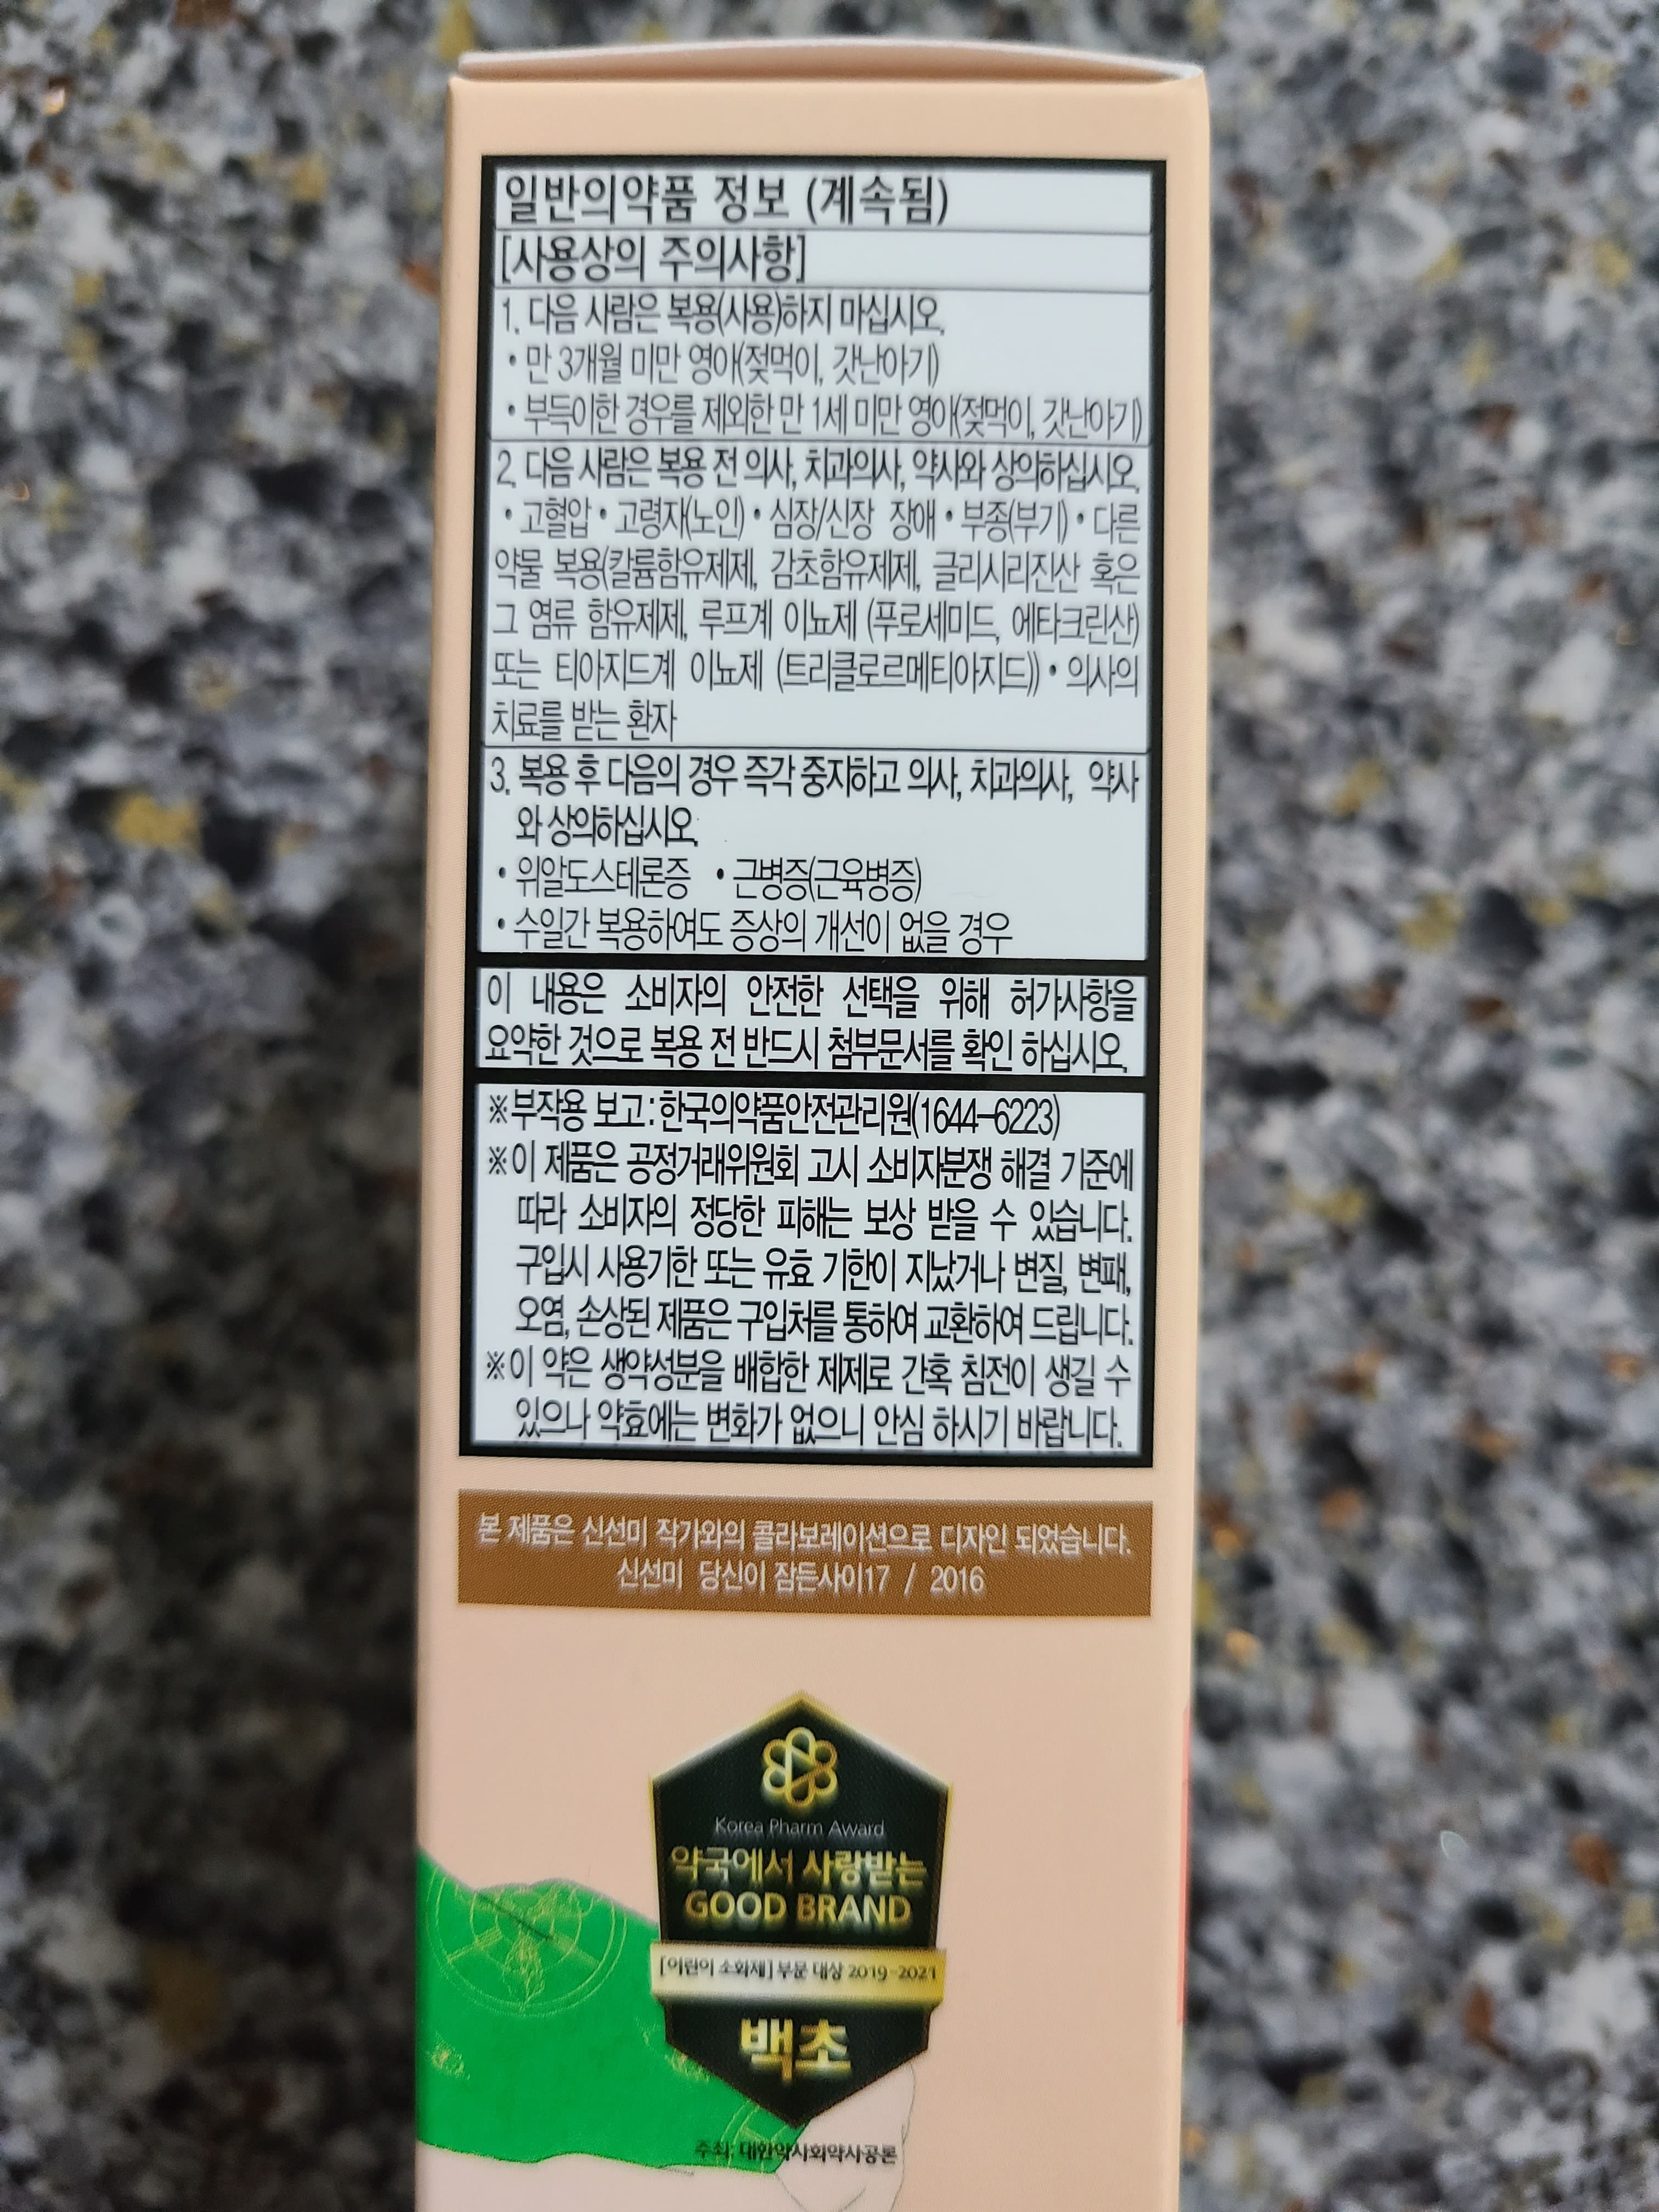 일반의약품 정보 (계속됨)
[사용상의 주의사항]
1. 다음 사람은 복용(사용)하지 마십시오.
• 만 3개월 미만 영아(젖먹이, 갓난아기)
• 부득이한 경우를 제외한 만 1세 미만 영아(젖먹이, 갓난아기)
2. 다음 사람은 복용 전 의사, 치과의사, 약사와 상의하십시오.
• 고혈압 • 고령자(노인) • 심장/신장 장애 • 부종(부기) • 다른
약물 복용(칼륨함유제제, 감초함유제제, 글리시리진산 혹은
그 염류 함유제제, 루프계 이뇨제 (푸로세미드, 에타크린산)
또는 티아지드계 이뇨제 (트리클로르메티아지드)) • 의사의
치료를 받는 환자
3. 복용 후 다음의 경우 즉각 중지하고 의사, 치과의사, 약사
와 상의하십시오.
• 위알도스테론증 • 근병증(근육병증)
• 수일간 복용하여도 증상의 개선이 없을 경우
이 내용은 소비자의 안전한 선택을 위해 허가사항을
요약한 것으로 복용 전 반드시 첨부문서를 확인 하십시오.
※부작용 보고:한국의약품안전관리원(1644-6223)
※이 제품은 공정거래위원회 고시 소비자분쟁 해결 기준에
따라 소비자의 정당한 피해는 보상 받을 수 있습니다.
구입시 사용기한 또는 유효 기한이 지났거나 변질, 변패,
오염, 손상된 제품은 구입처를 통하여 교환하여 드립니다.
※이 약은 생약성분을 배합한 제제로 간혹 침전이 생길 수
있으나 약효에는 변화가 없으니 안심 하시기 바랍니다.
본 제품은 신선미 작가와의 콜라보레이션으로 디자인 되었습니다.
신선미 당신이 잠든사이17 / 2016
Korea Pharm Award
약국에서 사랑받는
GOOD BRAND
[어린이 소화제] 부문 대상 2019-2021
백초
주최: 대한약사회약사공론